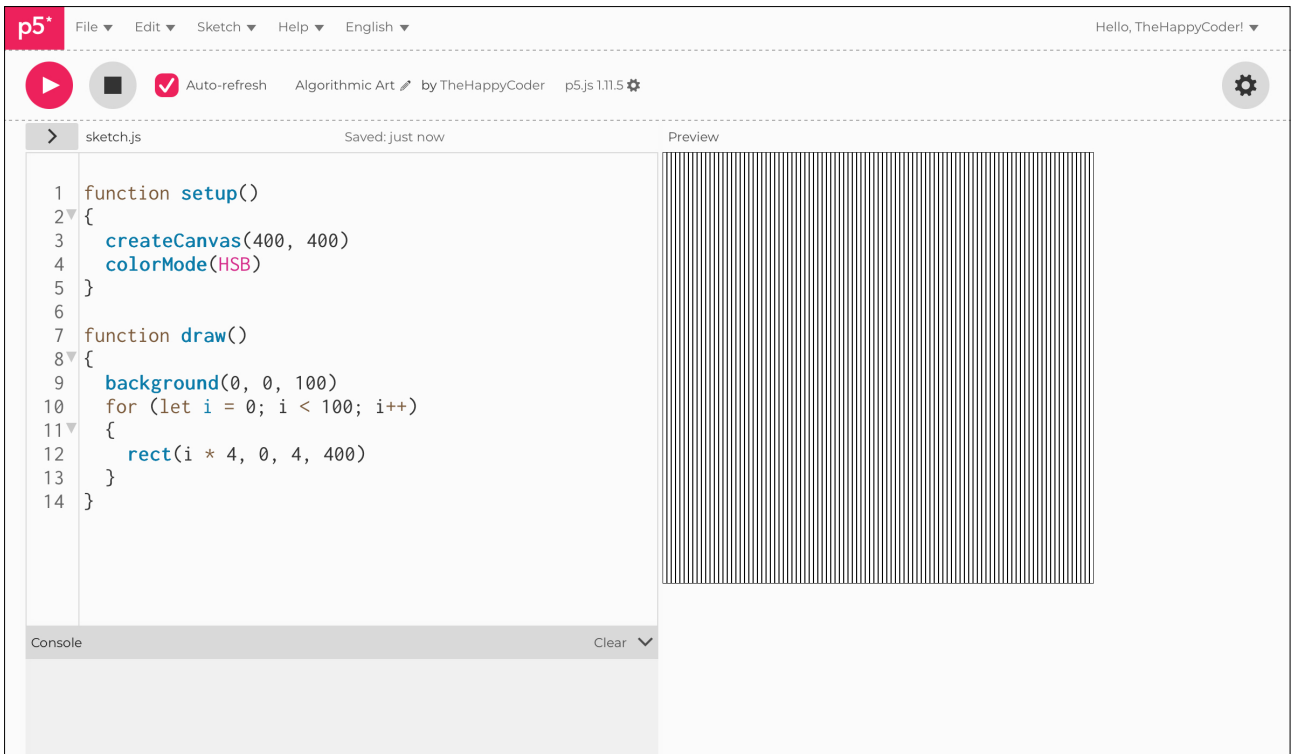 p5* File Edit Sketch Help English Hello, TheHappyCoder!
Auto-refresh Algorithmic Art by TheHappyCoder p5.js 1.11.5
sketch.js Saved: just now Preview
1 function setup()
2 {
3   createCanvas(400, 400)
4   colorMode(HSB)
5 }
6
7 function draw()
8 {
9   background(0, 0, 100)
10   for (let i = 0; i < 100; i++)
11   {
12     rect(i * 4, 0, 4, 400)
13   }
14 }
Console Clear